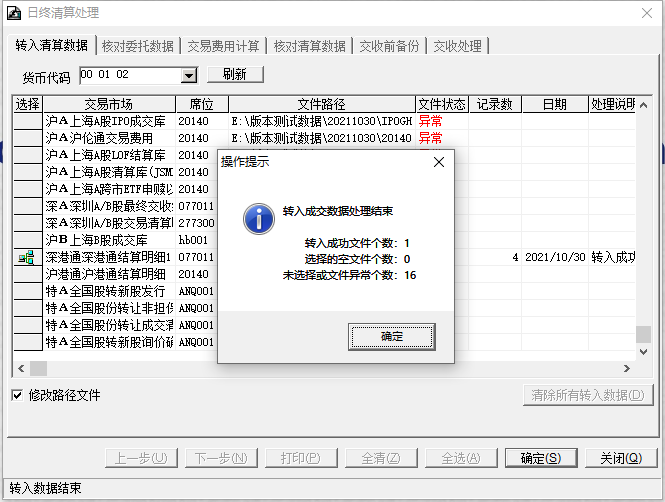 日终清算处理
转入清算数据 核对委托数据 交易费用计算 核对清算数据 交收前备份 交收处理
货币代码 00 01 02 刷新
选择 交易市场 席位 文件路径 文件状态 记录数 日期 处理说明
沪A上海A股IPO成交库 20140 E:\版本测试数据\20211030\IPOGH 异常
沪A沪伦通交易费用 20140 E:\版本测试数据\20211030\20140 异常
沪A上海A股LOF结算库 20140
沪A上海A股清算库(JSM 20140
沪A上海A跨市ETF申赎 20140
深A深圳A/B股最终交收 077011
深A深圳A/B股交易清算 277300
沪B上海B股成交库 hb001
深港通深港通结算明细1 077011 4 2021/10/30 转入成功
沪港通沪港通结算明细 20140
特A全国股转新股发行 ANQ001
特A全国股份转让非担保 ANQ001
特A全国股份转让成交 ANQ001
特A全国股转新股询价 ANQ001
操作提示
转入成交数据处理结束
转入成功文件个数: 1
选择的空文件个数: 0
未选择或文件异常个数: 16
确定
修改路径文件 清除所有转入数据(D)
上一步(U) 下一步(N) 打印(P) 全清(Z) 全选(A) 确定(S) 关闭(Q)
转入数据结束